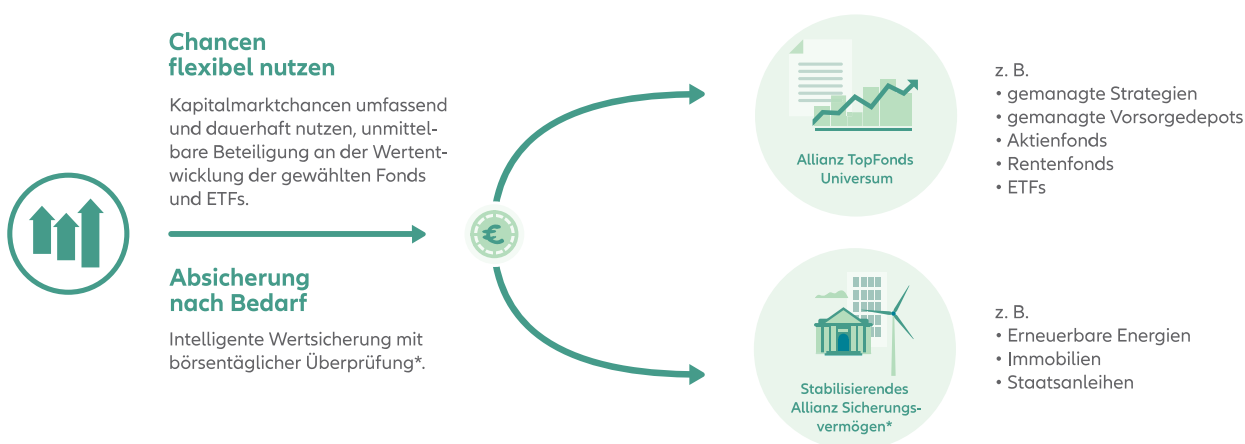 Chancen
flexibel nutzen
Kapitalmarktchancen umfassend
und dauerhaft nutzen, unmittel-
bare Beteiligung an der Wertent-
wicklung der gewählten Fonds
und ETFs.
Absicherung
nach Bedarf
Intelligente Wertsicherung mit
börsentäglicher Überprüfung*.
€
Allianz TopFonds
Universum
z. B.
• gemanagte Strategien
• gemanagte Vorsorgedepots
• Aktienfonds
• Rentenfonds
• ETFs
Stabilisierendes
Allianz Sicherungs-
vermögen*
z. B.
• Erneuerbare Energien
• Immobilien
• Staatsanleihen